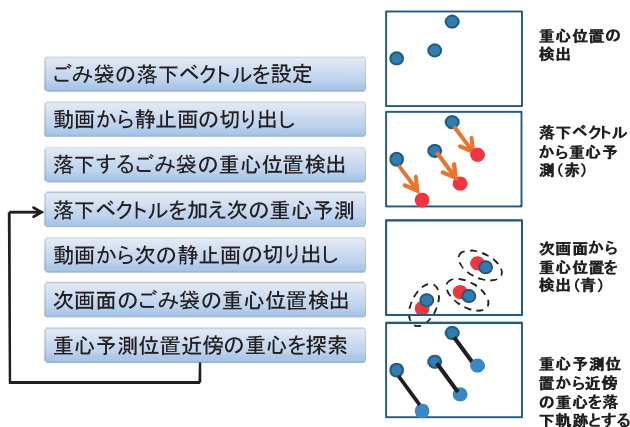 ごみ袋の落下ベクトルを設定
動画から静止画の切り出し
落下するごみ袋の重心位置検出
落下ベクトルを加え次の重心予測
動画から次の静止画の切り出し
次画面のごみ袋の重心位置検出
重心予測位置近傍の重心を探索
重心位置の
検出
落下ベクトル
から重心予
測(赤)
次画面から
重心位置を
検出(青)
重心予測位
置から近傍
の重心を落
下軌跡とする